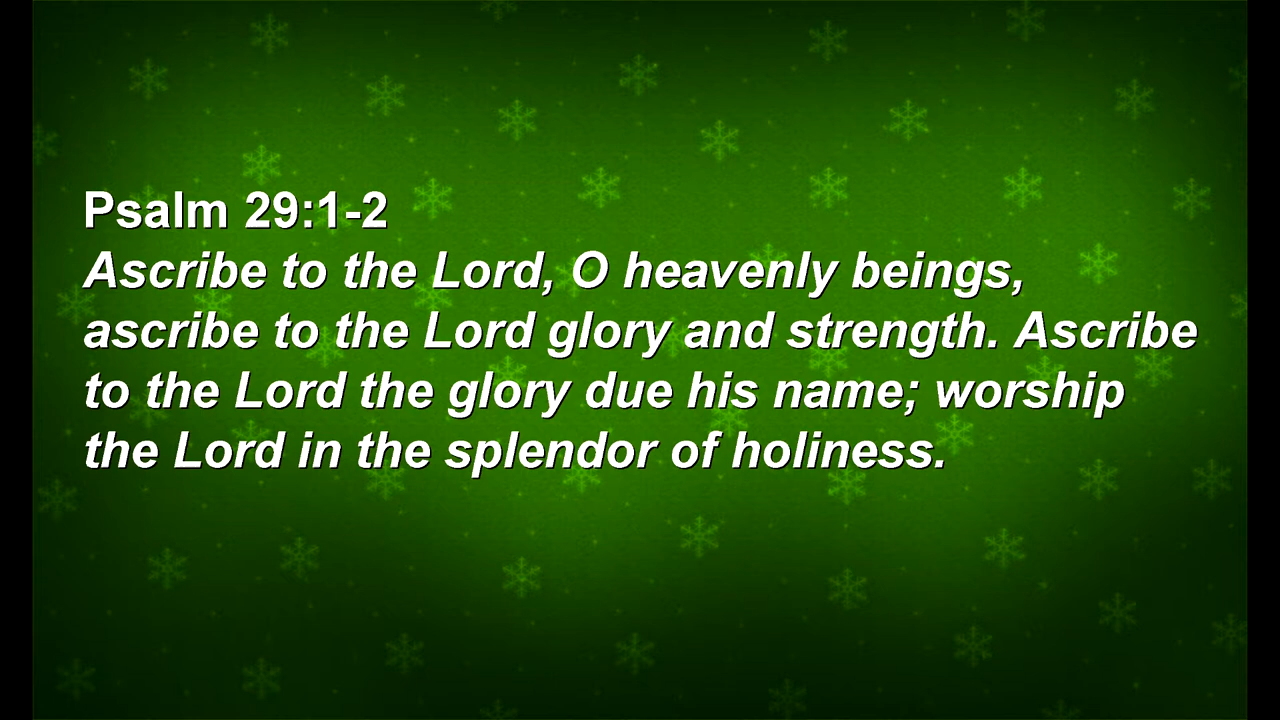 Psalm 29:1-2
Ascribe to the Lord, O heavenly beings,
ascribe to the Lord glory and strength. Ascribe
to the Lord the glory due his name; worship
the Lord in the splendor of holiness.